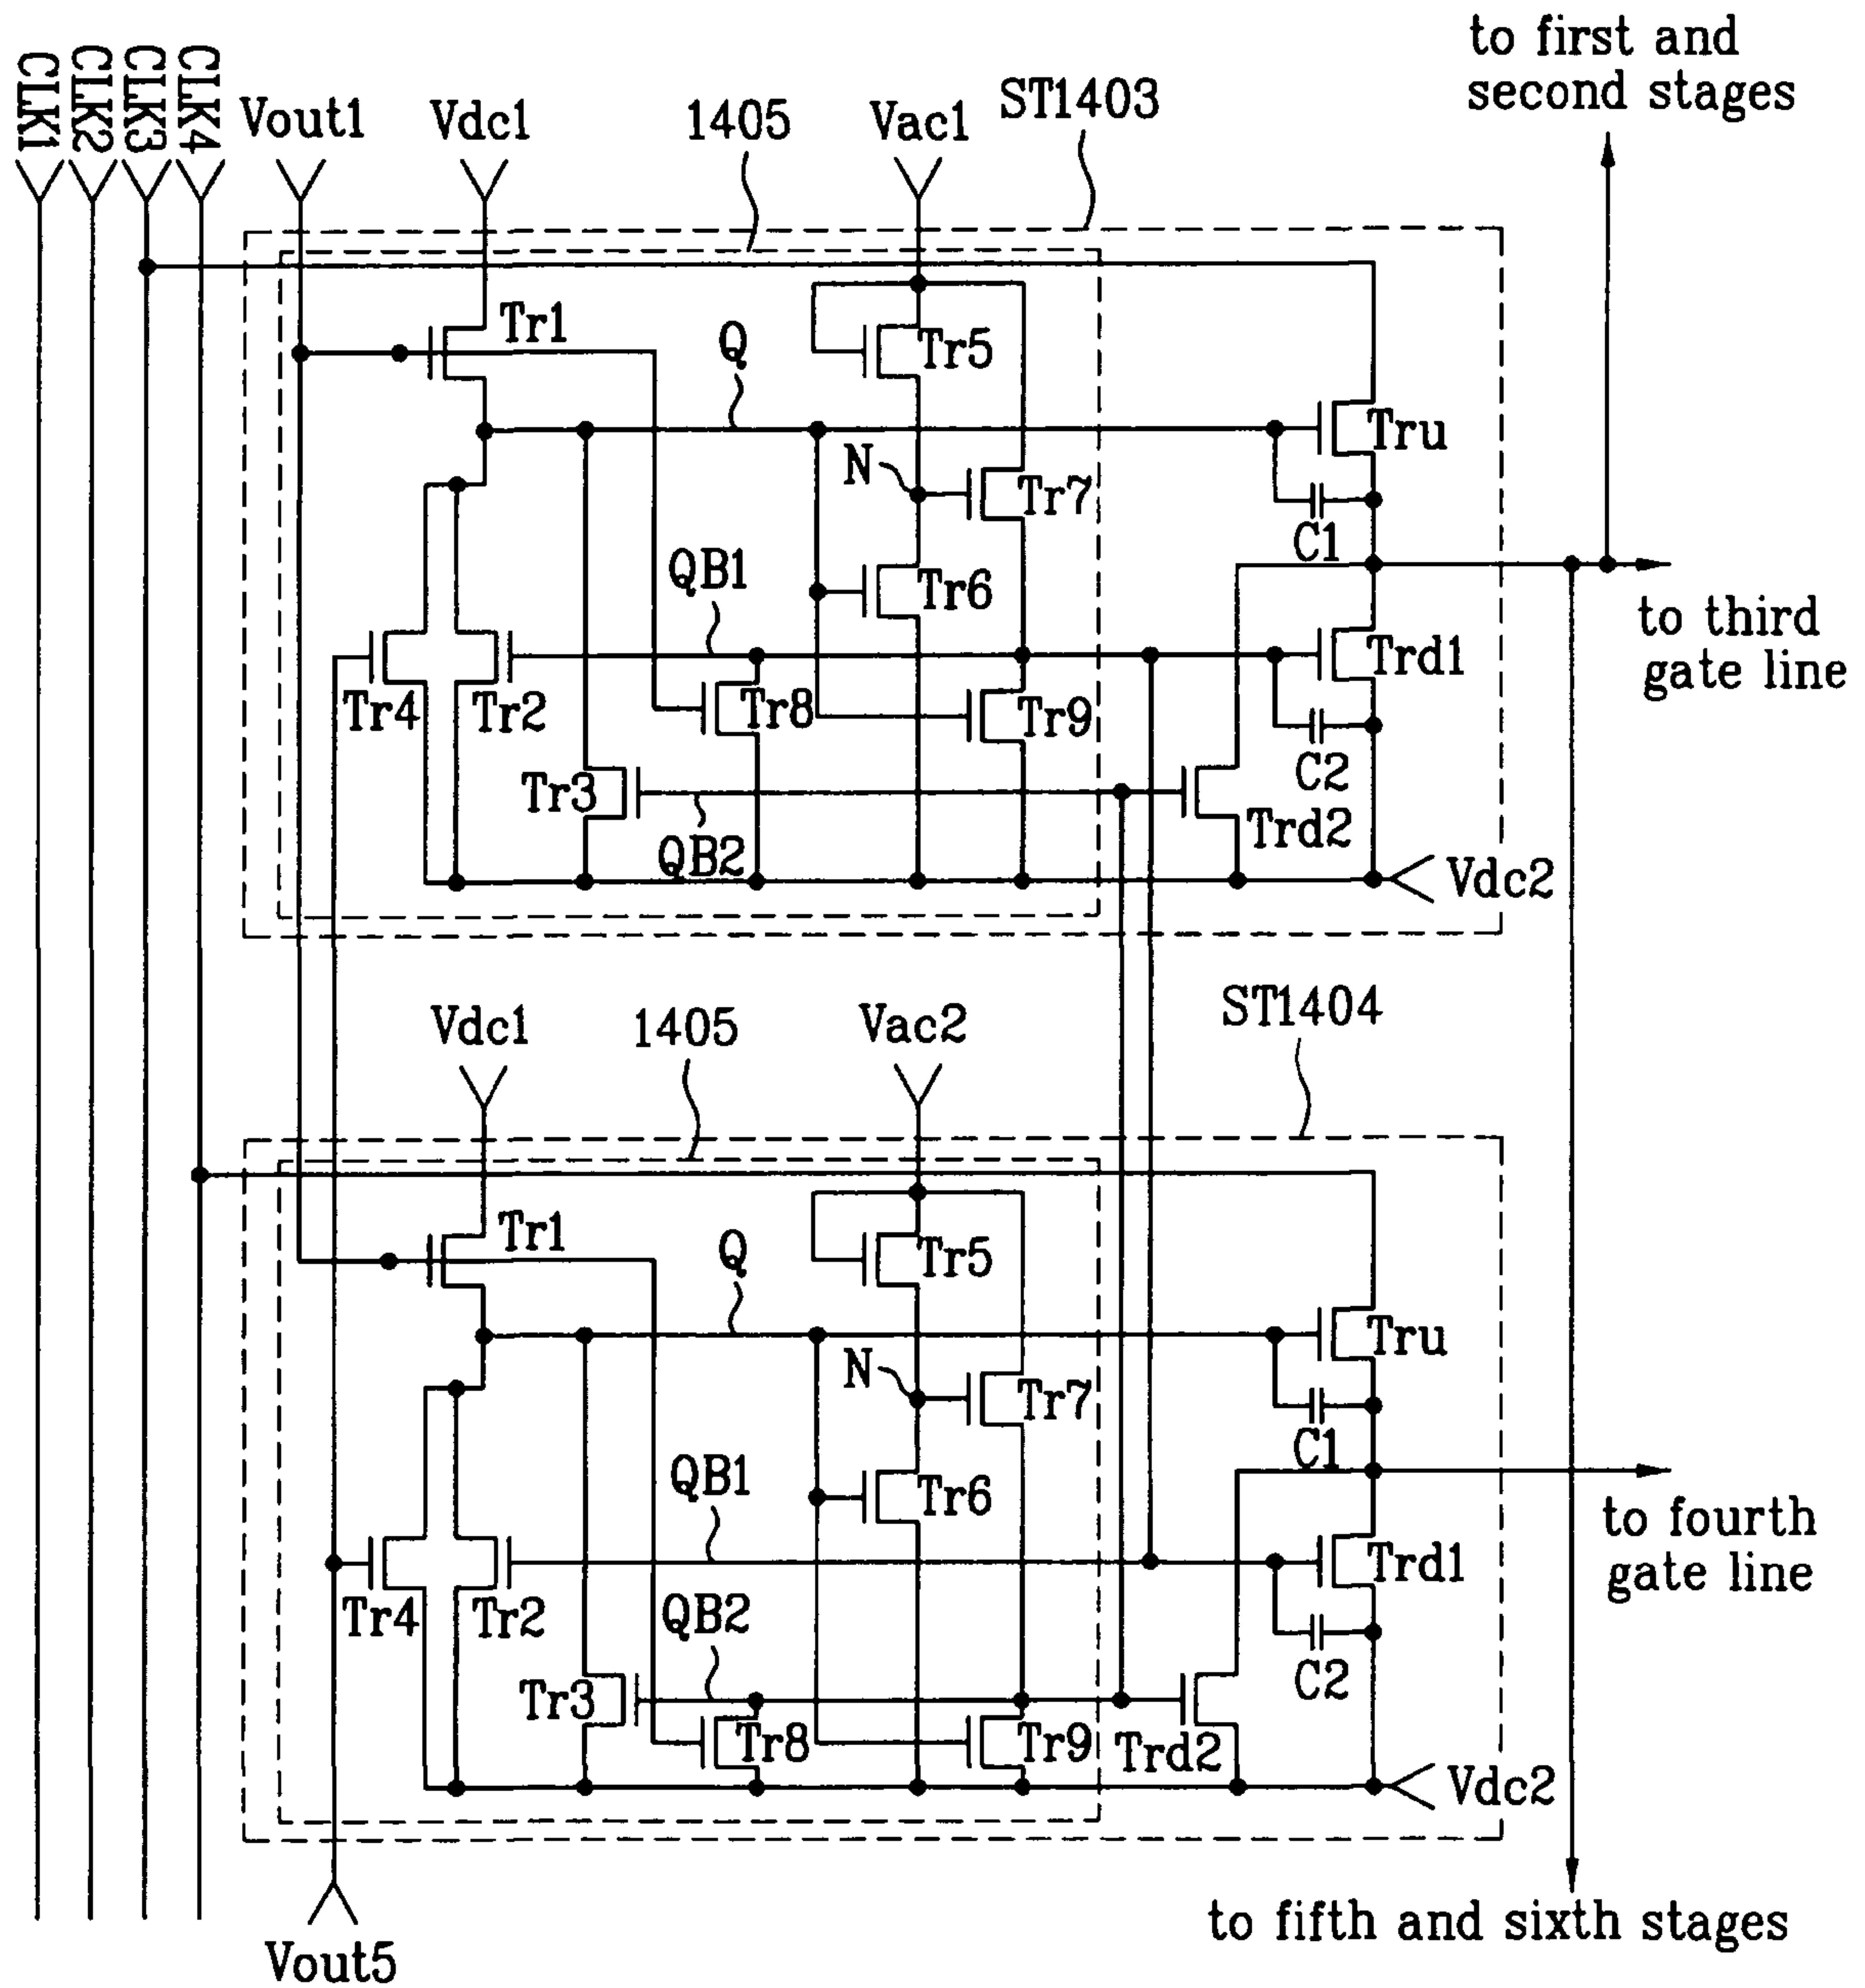 to first and
second stages
CLK1
CLK2
CLK3
CLK4
Vout1
Vdc1
1405
Vac1
ST1403
Tr1
Q
Tr5
Tru
N
Tr7
C1
QB1
Tr6
to third
gate line
Trd1
Tr4
Tr2
Tr8
Tr9
C2
Tr3
QB2
Trd2
Vdc2
Vdc1
1405
Vac2
ST1404
Tr1
Q
Tr5
Tru
N
Tr7
C1
QB1
Tr6
to fourth
gate line
Trd1
Tr4
Tr2
QB2
C2
Tr3
Tr8
Tr9
Trd2
Vdc2
to fifth and sixth stages
Vout5